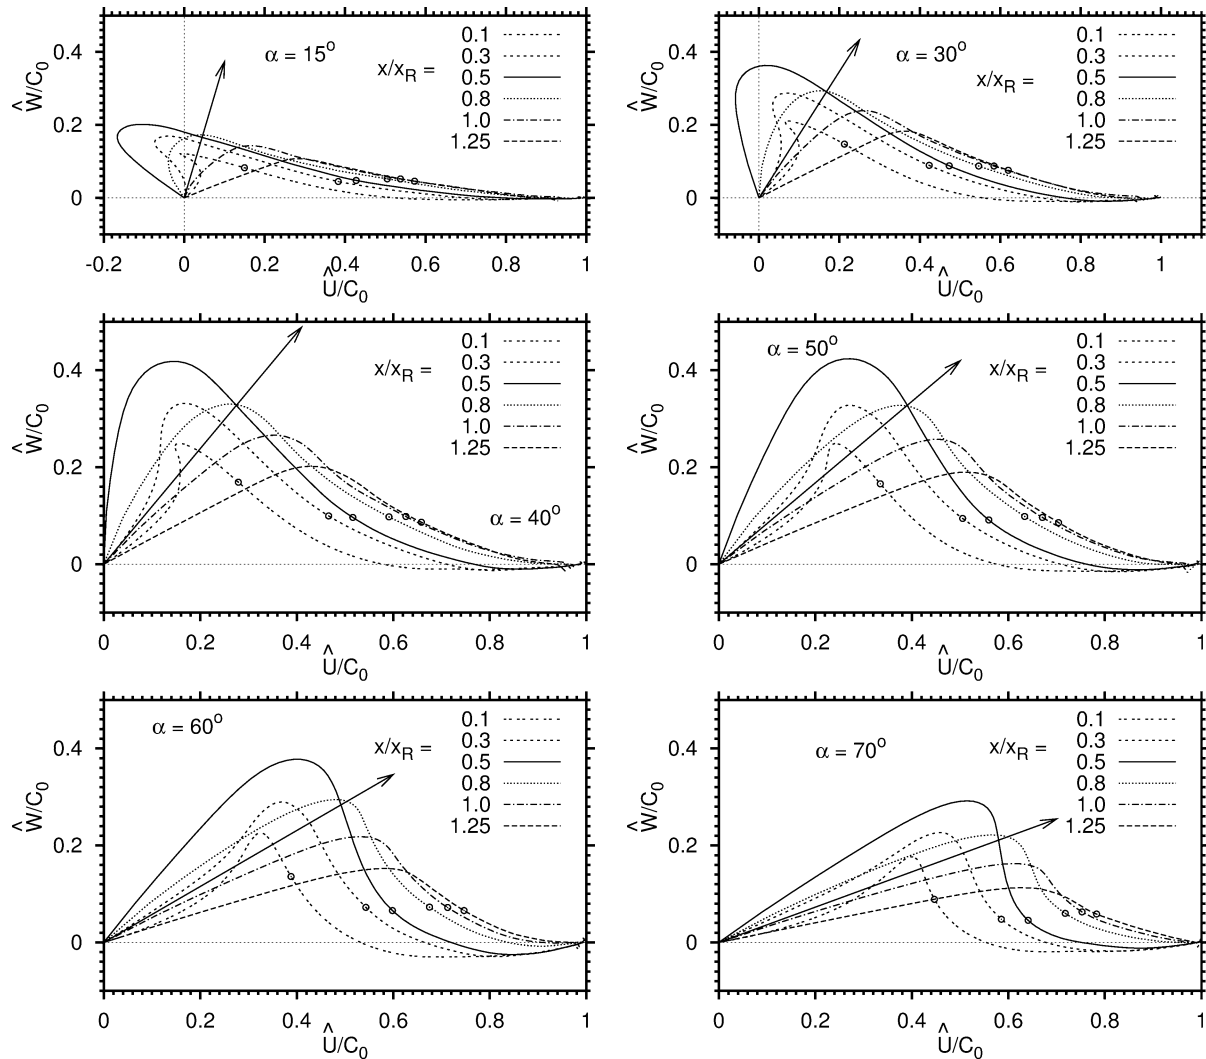 α = 15°
x/x_R =
0.1
0.3
0.5
0.8
1.0
1.25
0.4
0.2
0
Ŵ/C₀
-0.2 0 0.2 0.4 0.6 0.8 1
Û/C₀
α = 30°
x/x_R =
0.1
0.3
0.5
0.8
1.0
1.25
0.4
0.2
0
Ŵ/C₀
0 0.2 0.4 0.6 0.8 1
Û/C₀
α = 40°
x/x_R =
0.1
0.3
0.5
0.8
1.0
1.25
0.4
0.2
0
Ŵ/C₀
0 0.2 0.4 0.6 0.8 1
Û/C₀
α = 50°
x/x_R =
0.1
0.3
0.5
0.8
1.0
1.25
0.4
0.2
0
Ŵ/C₀
0 0.2 0.4 0.6 0.8 1
Û/C₀
α = 60°
x/x_R =
0.1
0.3
0.5
0.8
1.0
1.25
0.4
0.2
0
Ŵ/C₀
0 0.2 0.4 0.6 0.8 1
Û/C₀
α = 70°
x/x_R =
0.1
0.3
0.5
0.8
1.0
1.25
0.4
0.2
0
Ŵ/C₀
0 0.2 0.4 0.6 0.8 1
Û/C₀